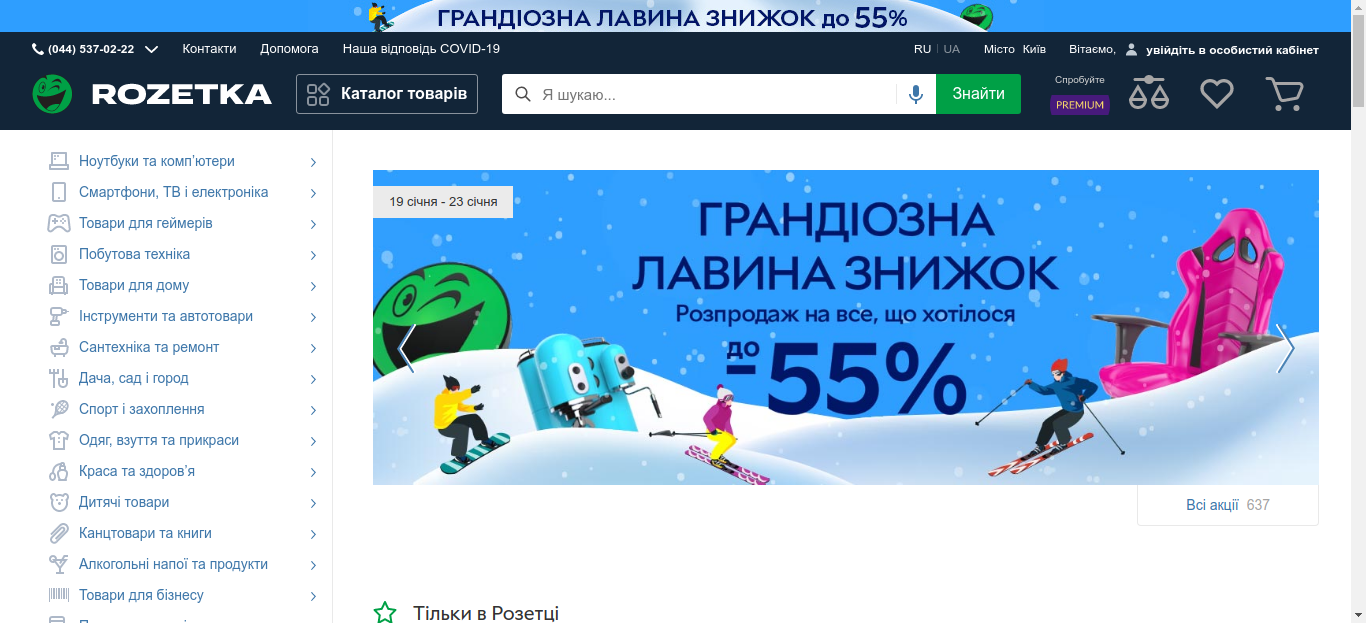 ГРАНДІОЗНА ЛАВИНА ЗНИЖОК до 55%
(044) 537-02-22
Контакти
Допомога
Наша відповідь COVID-19
RU | UA
Місто Київ
Вітаємо, увійдіть в особистий кабінет
ROZETKA
Каталог товарів
Я шукаю...
Знайти
Спробуйте
PREMIUM
Ноутбуки та комп’ютери
Смартфони, ТВ і електроніка
Товари для геймерів
Побутова техніка
Товари для дому
Інструменти та автотовари
Сантехніка та ремонт
Дача, сад і город
Спорт і захоплення
Одяг, взуття та прикраси
Краса та здоров’я
Дитячі товари
Канцтовари та книги
Алкогольні напої та продукти
Товари для бізнесу
19 січня - 23 січня
ГРАНДІОЗНА
ЛАВИНА ЗНИЖОК
Розпродаж на все, що хотілося
до
-55%
Всі акції 637
Тільки в Розетці